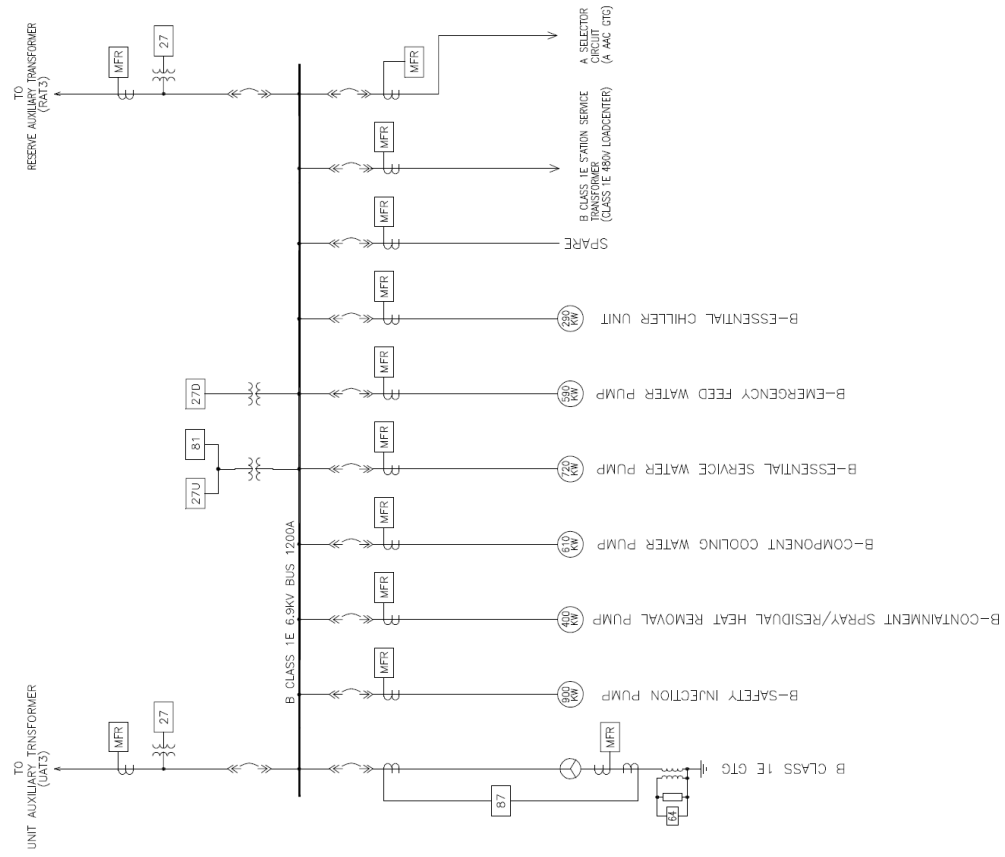 TO
RESERVE AUXILIARY TRANSFORMER
(RAT3)
MFR
27
MFR
A SELECTOR
CIRCUIT
(A AAC GTG)
MFR
B CLASS 1E STATION SERVICE
TRANSFORMER
(CLASS 1E 480V LOADCENTER)
MFR
SPARE
MFR
290
KW
B-ESSENTIAL CHILLER UNIT
27D
MFR
590
KW
B-EMERGENCY FEED WATER PUMP
81
27U
MFR
720
KW
B-ESSENTIAL SERVICE WATER PUMP
B CLASS 1E 6.9KV BUS 1200A
MFR
610
KW
B-COMPONENT COOLING WATER PUMP
MFR
400
KW
B-CONTAINMENT SPRAY/RESIDUAL HEAT REMOVAL PUMP
MFR
900
KW
B-SAFETY INJECTION PUMP
TO
UNIT AUXILIARY TRNSFORMER
(UAT3)
MFR
27
MFR
B CLASS 1E GTG
87
64